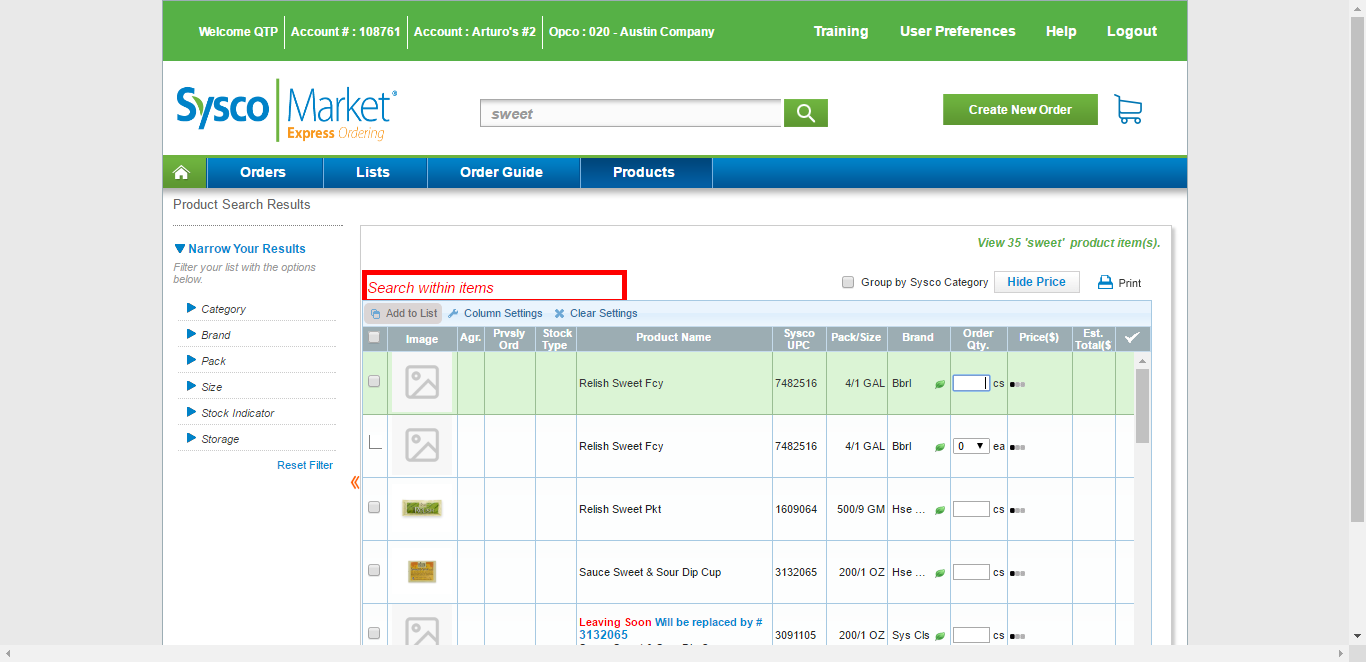 Welcome QTP Account # : 108761 Account : Arturo's #2 Opco : 020 - Austin Company Training User Preferences Help Logout
Sysco Market®
Express Ordering
sweet
Create New Order
Orders Lists Order Guide Products
Product Search Results
Narrow Your Results
Filter your list with the options
below.
Category
Brand
Pack
Size
Stock Indicator
Storage
Reset Filter
View 35 'sweet' product item(s).
Search within items
Group by Sysco Category Hide Price Print
Add to List Column Settings Clear Settings
Image Agr. Prvsly Ord Stock Type Product Name Sysco UPC Pack/Size Brand Order Qty. Price($) Est. Total($
Relish Sweet Fcy 7482516 4/1 GAL Bbrl cs
Relish Sweet Fcy 7482516 4/1 GAL Bbrl 0 ea
Relish Sweet Pkt 1609064 500/9 GM Hse ... cs
Sauce Sweet & Sour Dip Cup 3132065 200/1 OZ Hse ... cs
Leaving Soon Will be replaced by #
3132065
3091105 200/1 OZ Sys Cls cs